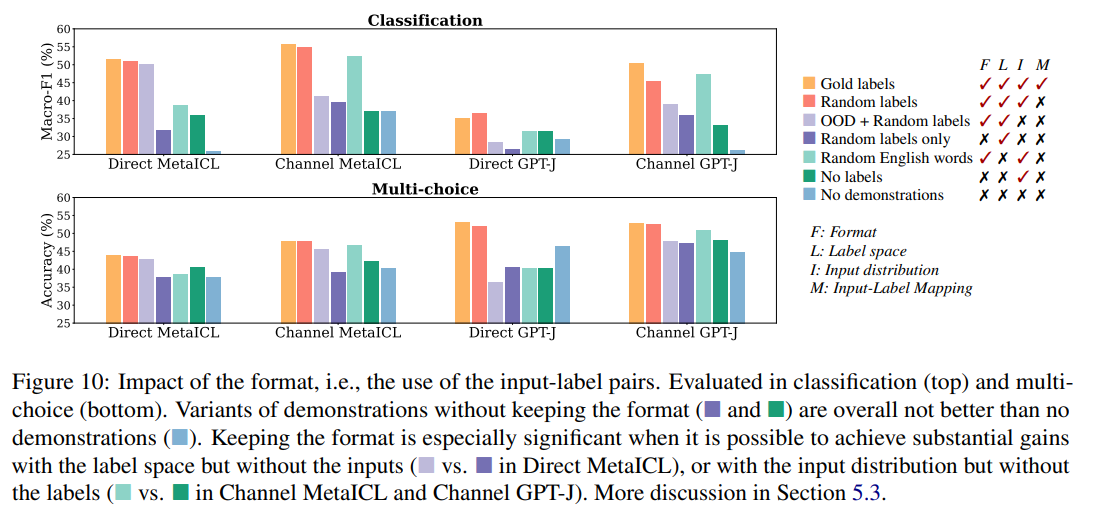 Classification
Macro-F1 (%)
60
55
50
45
40
35
30
25
Direct MetaICL
Channel MetaICL
Direct GPT-J
Channel GPT-J
Multi-choice
Accuracy (%)
60
55
50
45
40
35
30
25
Direct MetaICL
Channel MetaICL
Direct GPT-J
Channel GPT-J
F L I M
Gold labels ✓ ✓ ✓ ✓
Random labels ✓ ✓ ✓ ✗
OOD + Random labels ✓ ✓ ✗ ✗
Random labels only ✗ ✓ ✗ ✗
Random English words ✓ ✗ ✓ ✗
No labels ✗ ✗ ✓ ✗
No demonstrations ✗ ✗ ✗ ✗
F: Format
L: Label space
I: Input distribution
M: Input-Label Mapping
Figure 10: Impact of the format, i.e., the use of the input-label pairs. Evaluated in classification (top) and multi-
choice (bottom). Variants of demonstrations without keeping the format (■ and ■) are overall not better than no
demonstrations (■). Keeping the format is especially significant when it is possible to achieve substantial gains
with the label space but without the inputs (■ vs. ■ in Direct MetaICL), or with the input distribution but without
the labels (■ vs. ■ in Channel MetaICL and Channel GPT-J). More discussion in Section 5.3.